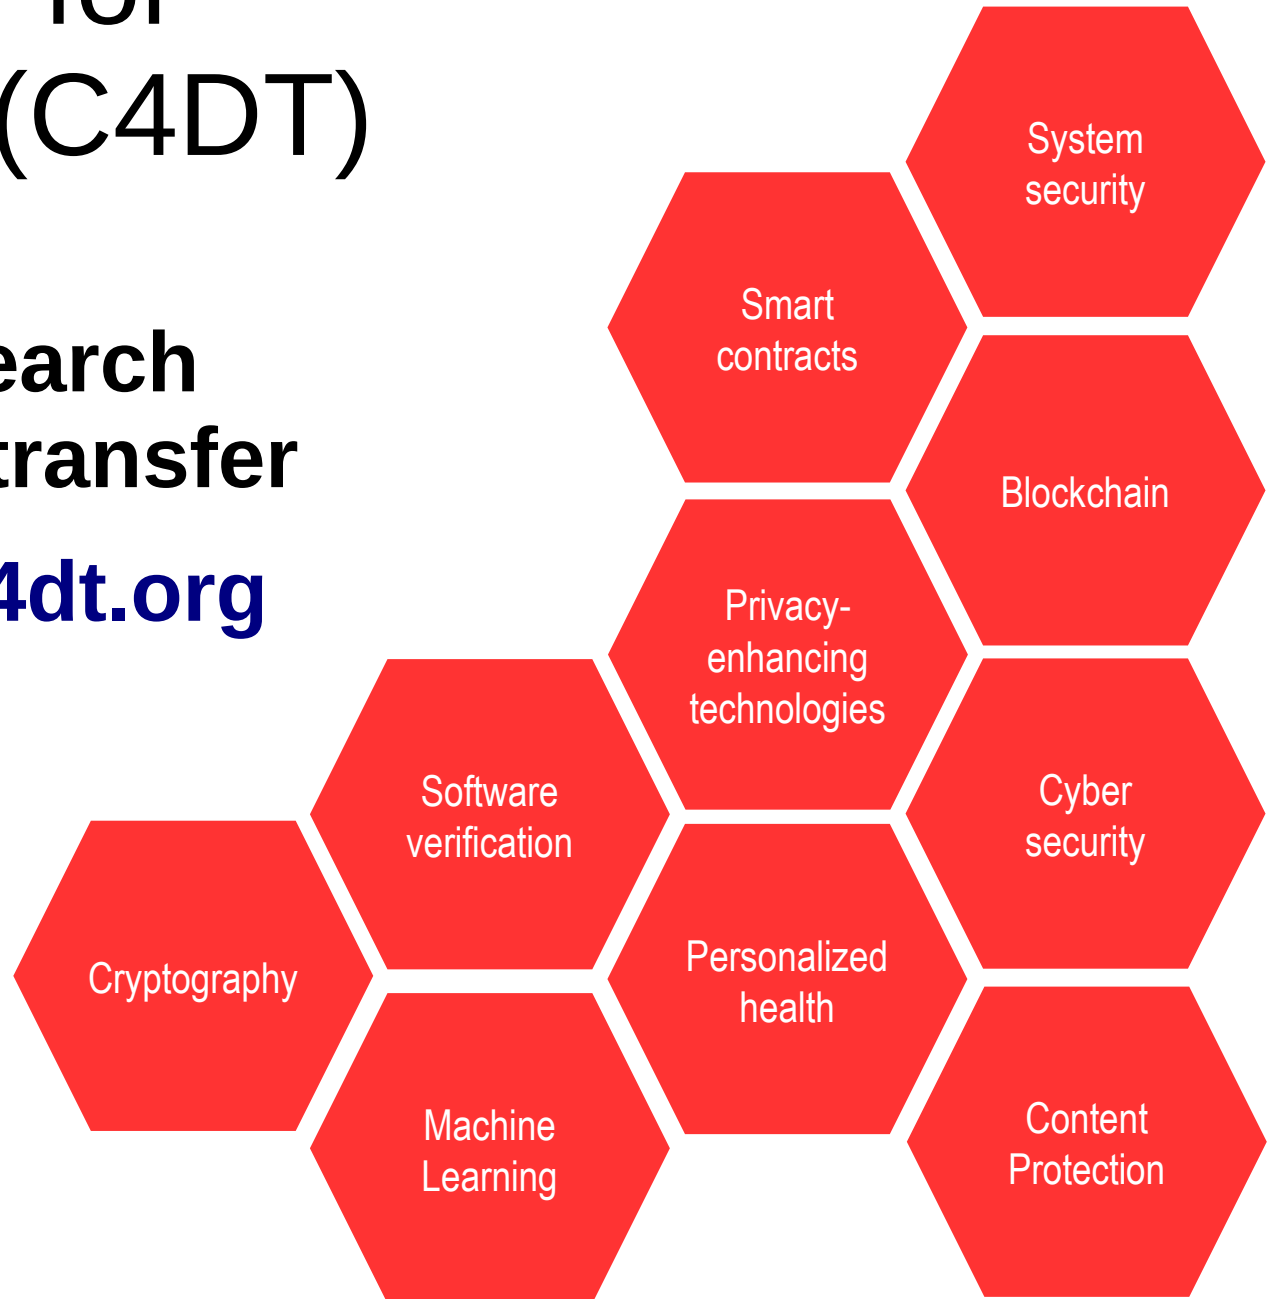 for
(C4DT)
earch
transfer
4dt.org
System
security
Smart
contracts
Blockchain
Privacy-
enhancing
technologies
Software
verification
Cyber
security
Cryptography
Personalized
health
Machine
Learning
Content
Protection